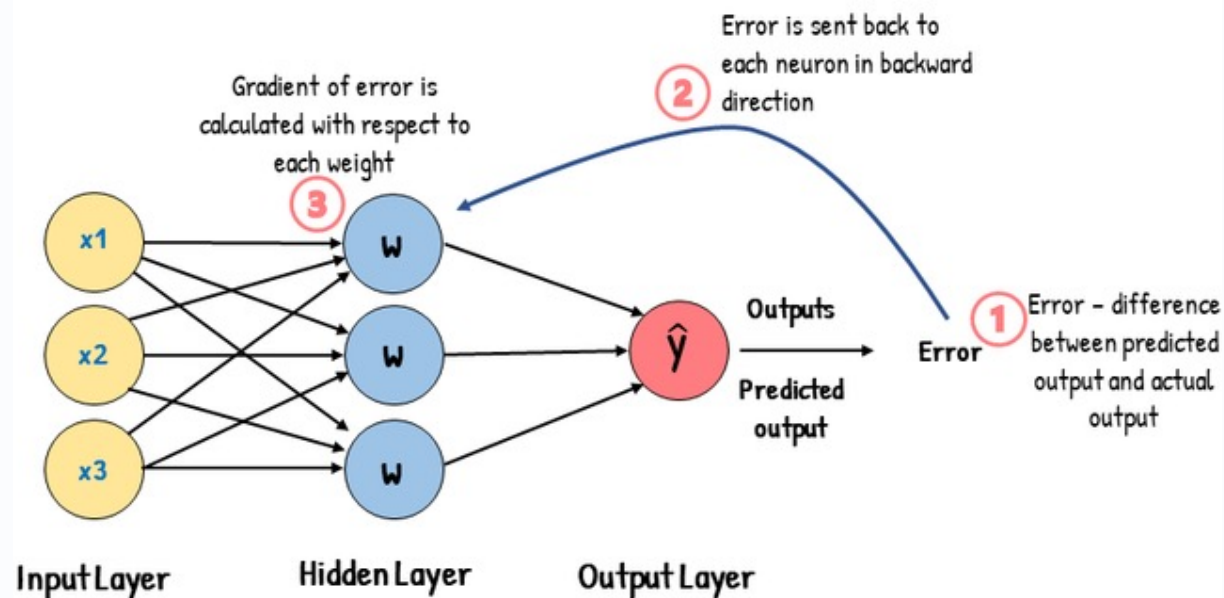 Error is sent back to
each neuron in backward
direction
2
Gradient of error is
calculated with respect to
each weight
3
x1
w
x2
w
x3
w
ŷ
Outputs
Predicted
output
Error
1
Error - difference
between predicted
output and actual
output
Input Layer
Hidden Layer
Output Layer